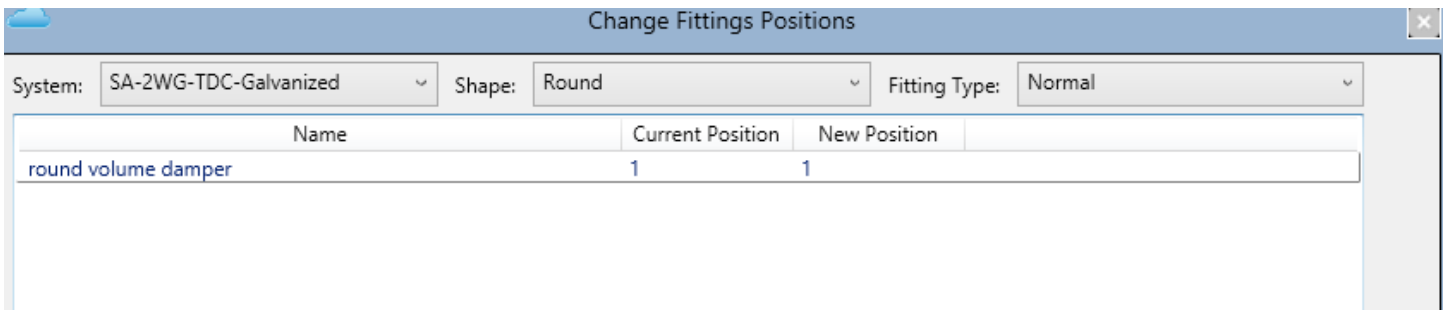 Change Fittings Positions
System: SA-2WG-TDC-Galvanized Shape: Round Fitting Type: Normal
Name Current Position New Position
round volume damper 1 1